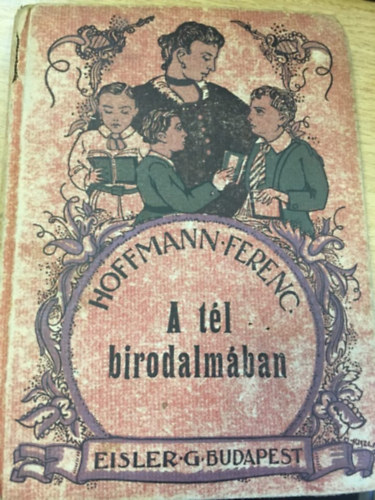 HOFFMANN·FERENC·
A tél
birodalmában
EISLER·G·BUDAPEST